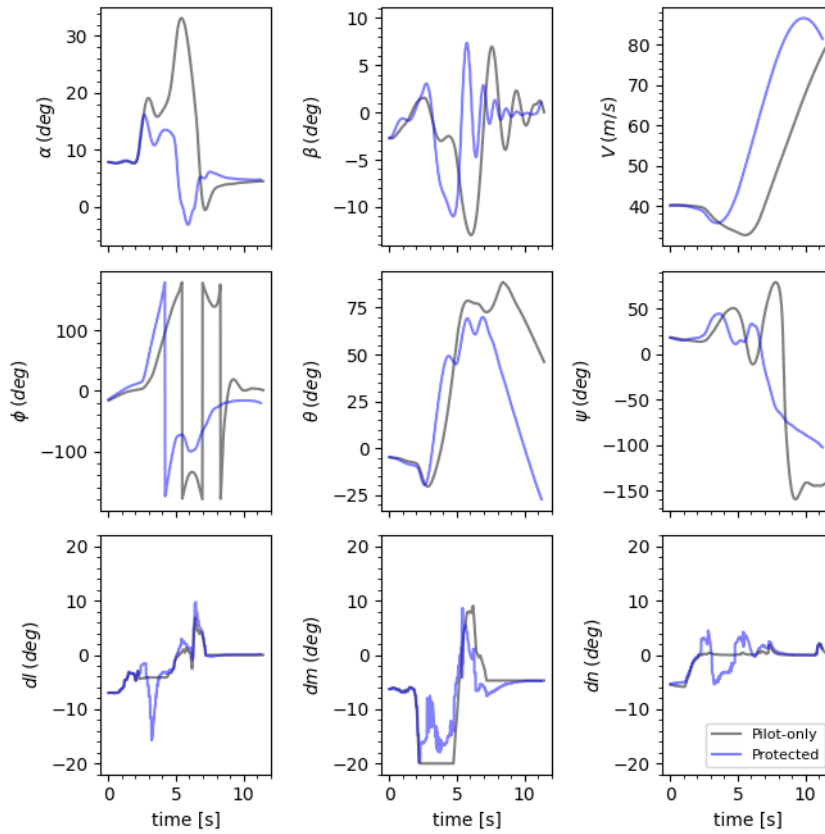 α (deg)
30
20
10
0
β (deg)
10
5
0
−5
−10
V (m/s)
80
60
40
ϕ (deg)
100
0
−100
θ (deg)
75
50
25
0
−25
ψ (deg)
50
0
−50
−100
−150
dl (deg)
20
10
0
−10
−20
0 5 10
time [s]
dm (deg)
20
10
0
−10
−20
0 5 10
time [s]
dn (deg)
20
10
0
−10
−20
0 5 10
time [s]
Pilot-only
Protected